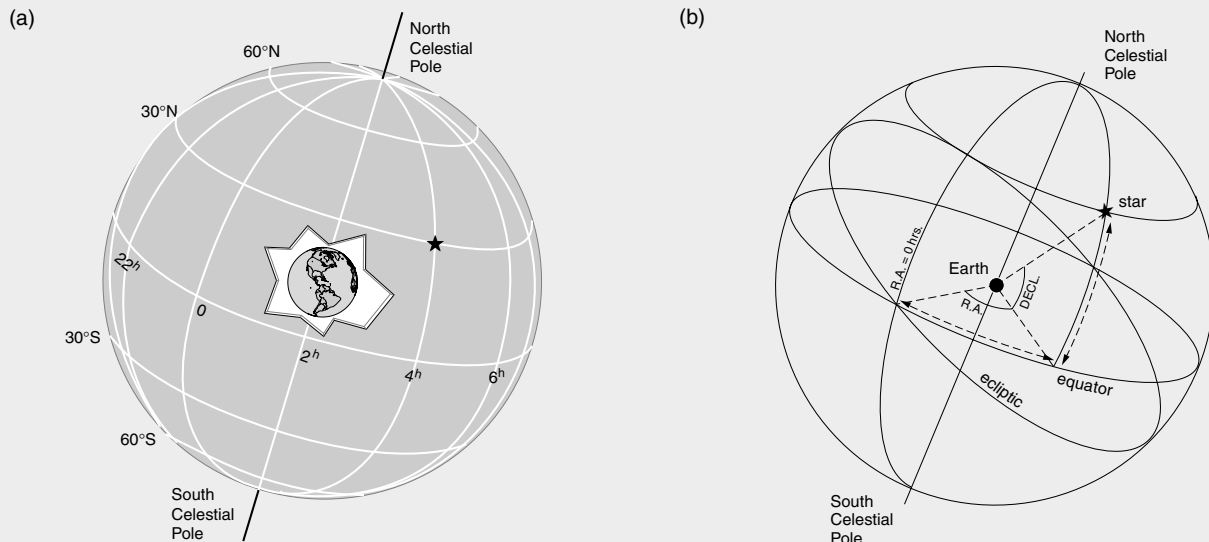 (a)
North
Celestial
Pole
60°N
30°N
22h
0
2h
4h
6h
30°S
60°S
South
Celestial
Pole
(b)
North
Celestial
Pole
star
R.A. = 0 hrs.
Earth
DECL.
R.A.
equator
ecliptic
South
Celestial
Pole